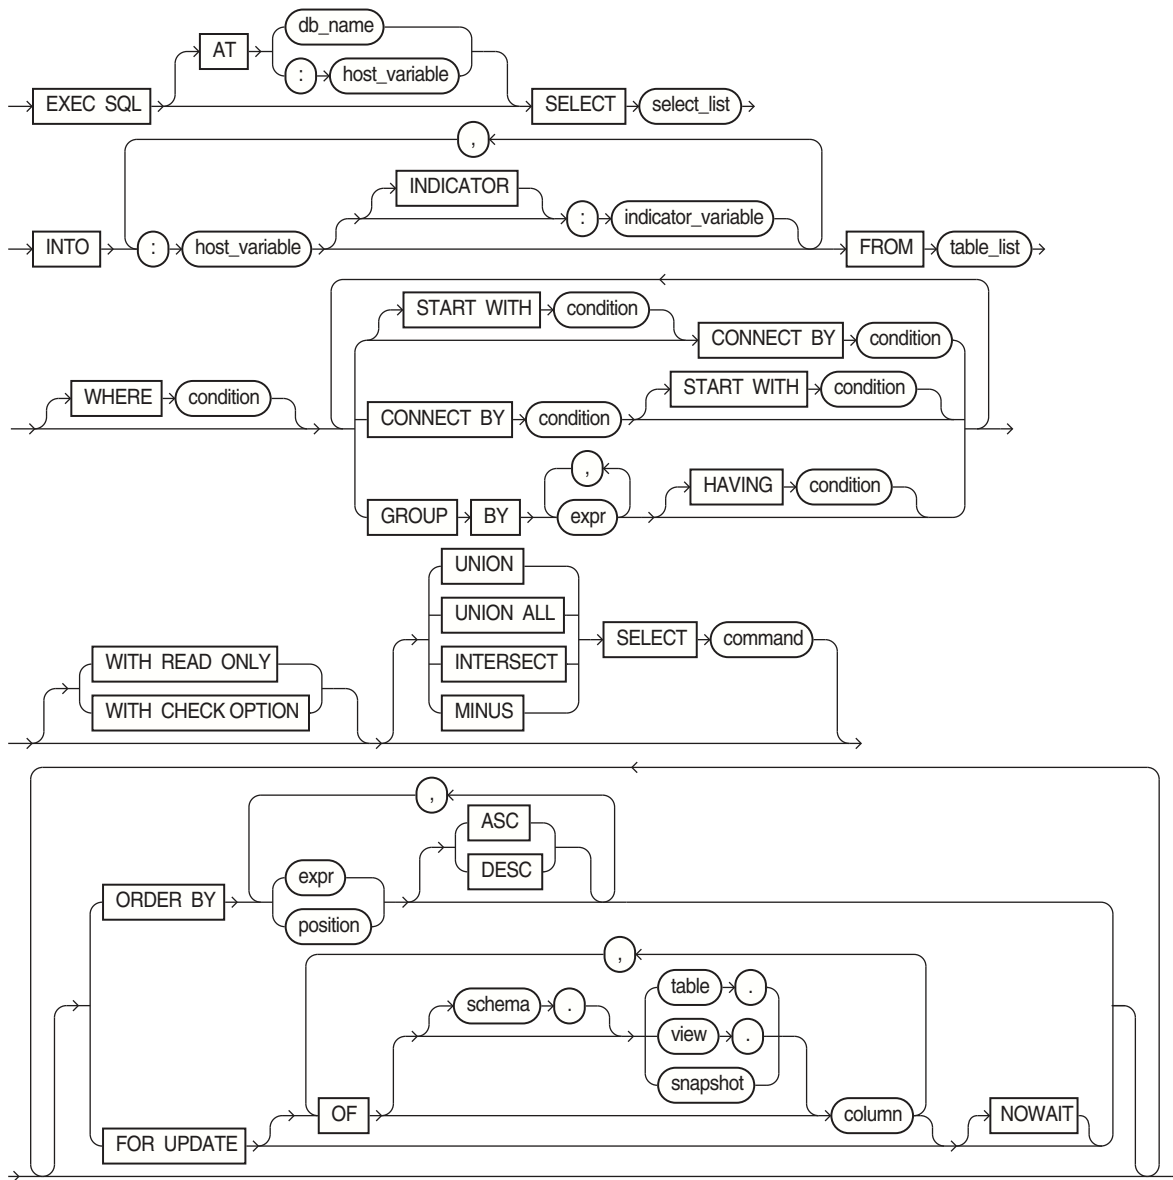 db_name
AT
: host_variable
EXEC SQL SELECT select_list
,
INDICATOR
: indicator_variable
INTO : host_variable FROM table_list
START WITH condition
CONNECT BY condition
START WITH condition
WHERE condition
CONNECT BY condition
,
HAVING condition
GROUP BY expr
UNION
UNION ALL
SELECT command
WITH READ ONLY INTERSECT
WITH CHECK OPTION MINUS
,
ASC
DESC
expr
ORDER BY
position
,
table .
schema .
view .
snapshot
OF column NOWAIT
FOR UPDATE